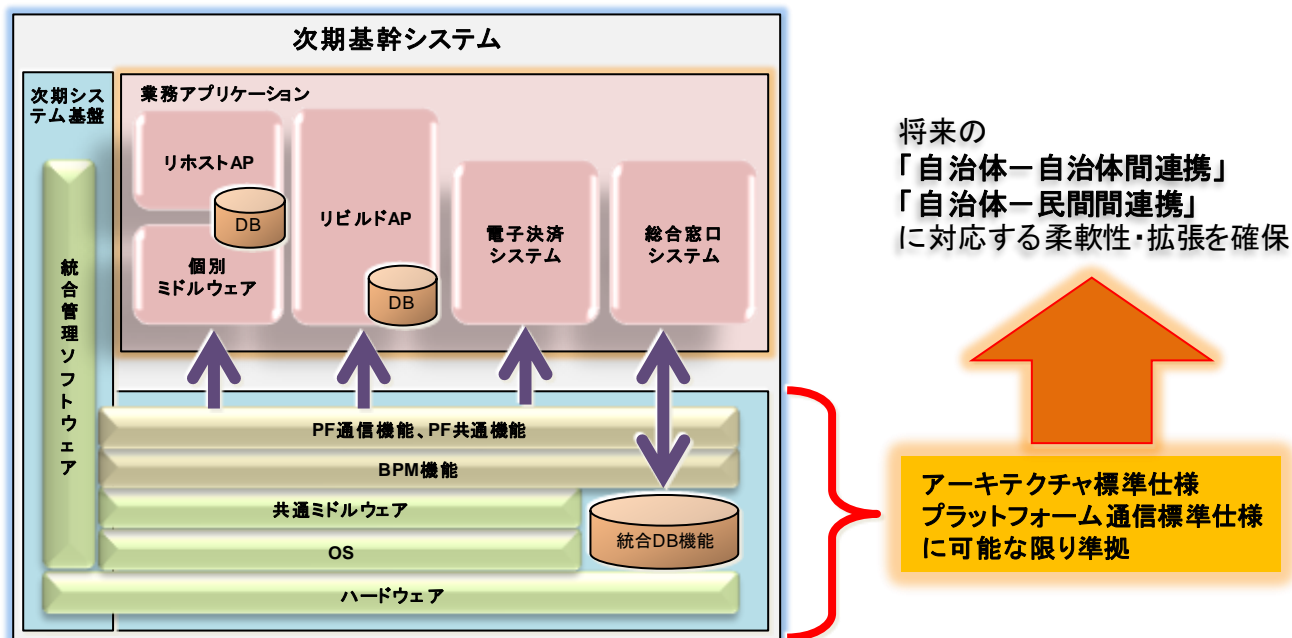 次期基幹システム
次期シス
テム基盤
統合管理ソフトウェア
業務アプリケーション
リホストAP
DB
個別
ミドルウェア
リビルドAP
DB
電子決済
システム
総合窓口
システム
PF通信機能、PF共通機能
BPM機能
共通ミドルウェア
OS
統合DB機能
ハードウェア
将来の
「自治体－自治体間連携」
「自治体－民間間連携」
に対応する柔軟性・拡張を確保
アーキテクチャ標準仕様
プラットフォーム通信標準仕様
に可能な限り準拠